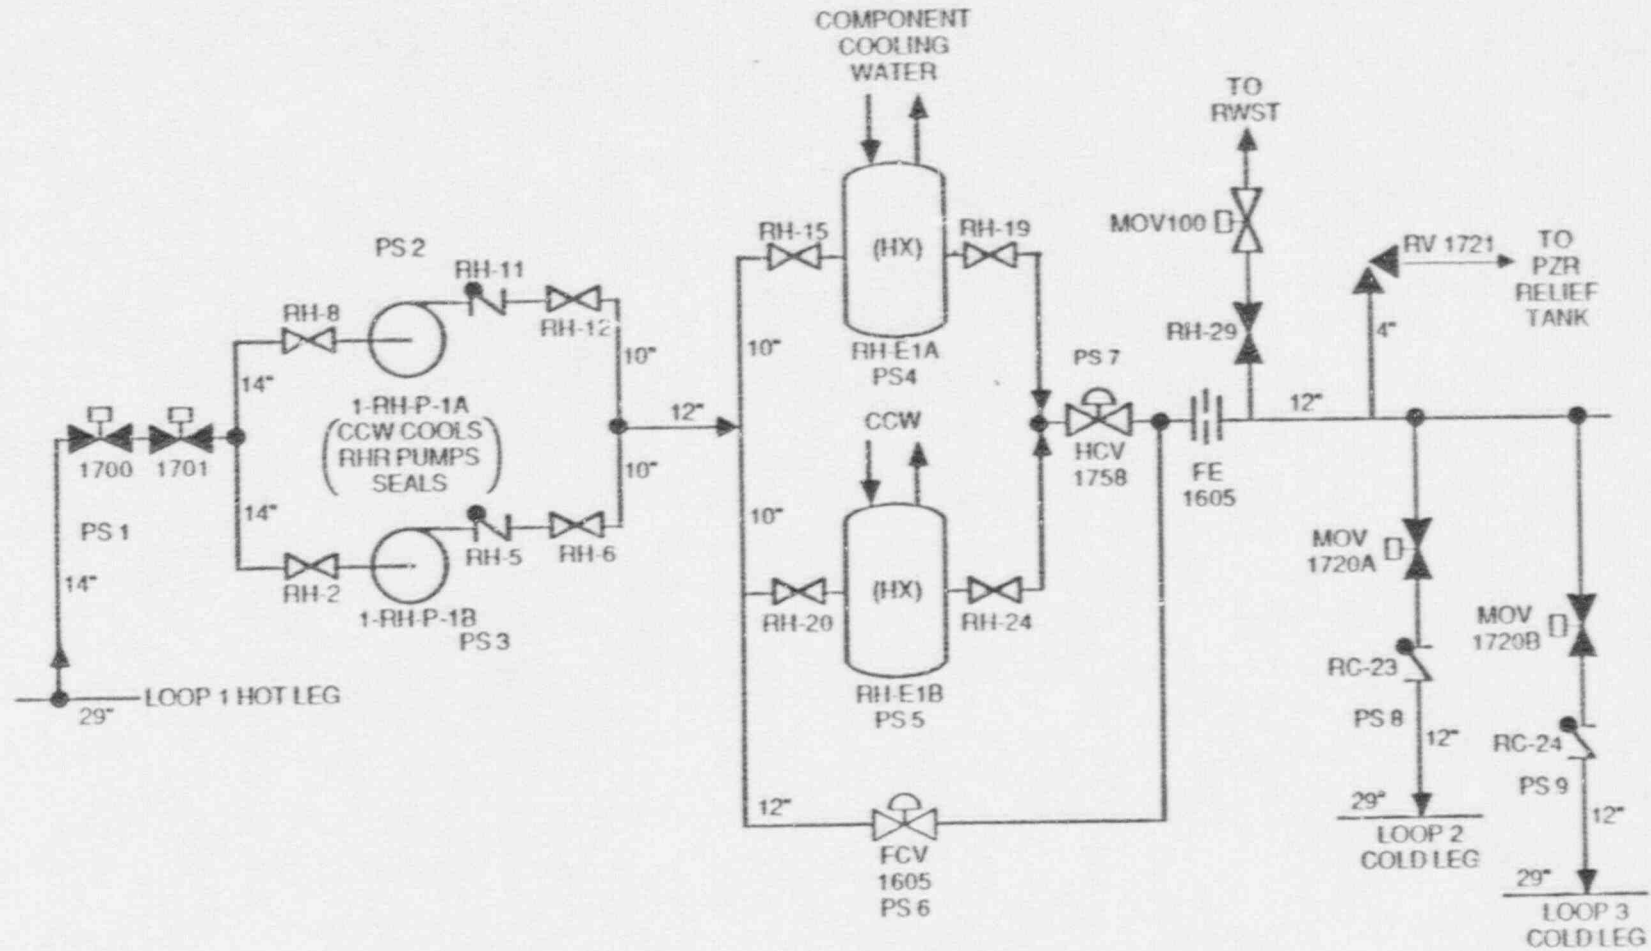 COMPONENT
COOLING
WATER
TO
RWST
MOV100
RH-15
(HX)
RH-19
RV 1721
TO
PZR
RELIEF
TANK
PS 2
RH-11
RH-8
RH-12
RH-29
4"
14"
10"
10"
RH-E1A
PS4
PS 7
1-RH-P-1A
CCW COOLS
RHR PUMPS
SEALS
12"
12"
CCW
1700
1701
HCV
1758
FE
1605
10"
14"
PS 1
10"
RH-5
RH-6
MOV
1720A
14"
RH-2
1-RH-P-1B
PS 3
RH-20
(HX)
RH-24
MOV
1720B
RC-23
LOOP 1 HOT LEG
29"
RH-E1B
PS 5
PS 8
12"
RC-24
PS 9
12"
FCV
1605
PS 6
29"
LOOP 2
COLD LEG
12"
29"
LOOP 3
COLD LEG